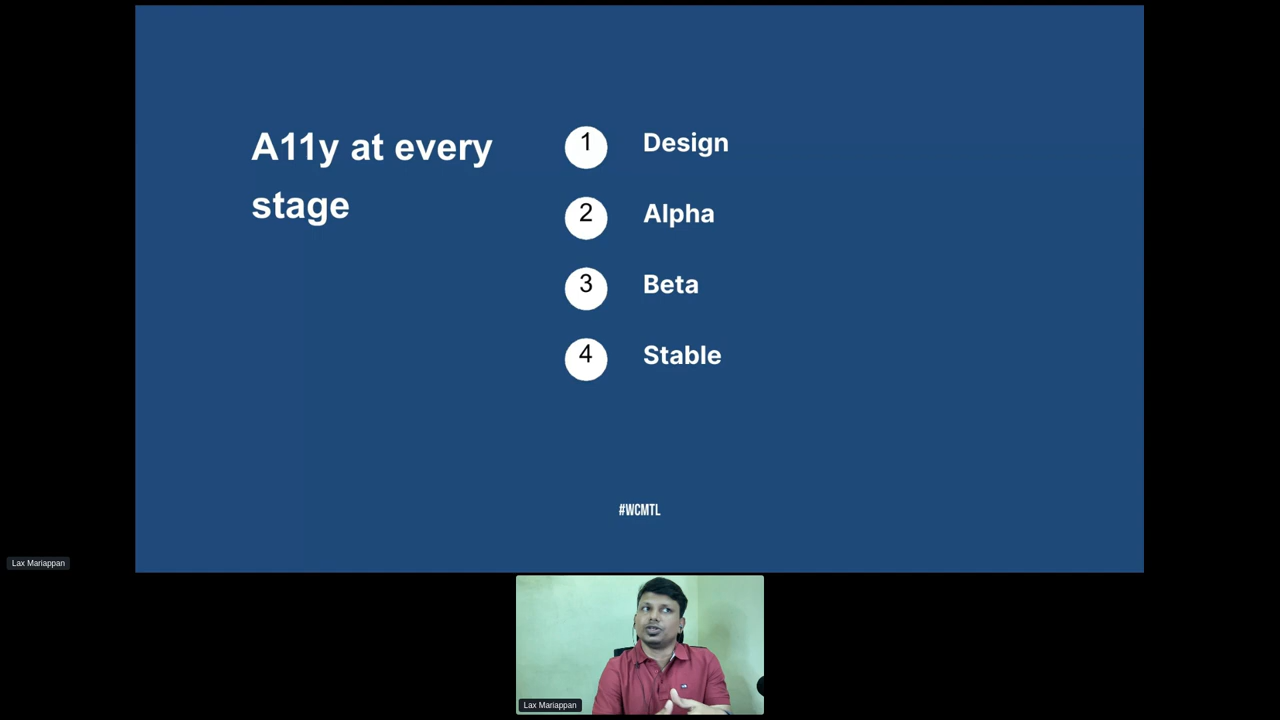 A11y at every
stage
1 Design
2 Alpha
3 Beta
4 Stable
#WCMTL
Lax Mariappan
Lax Mariappan